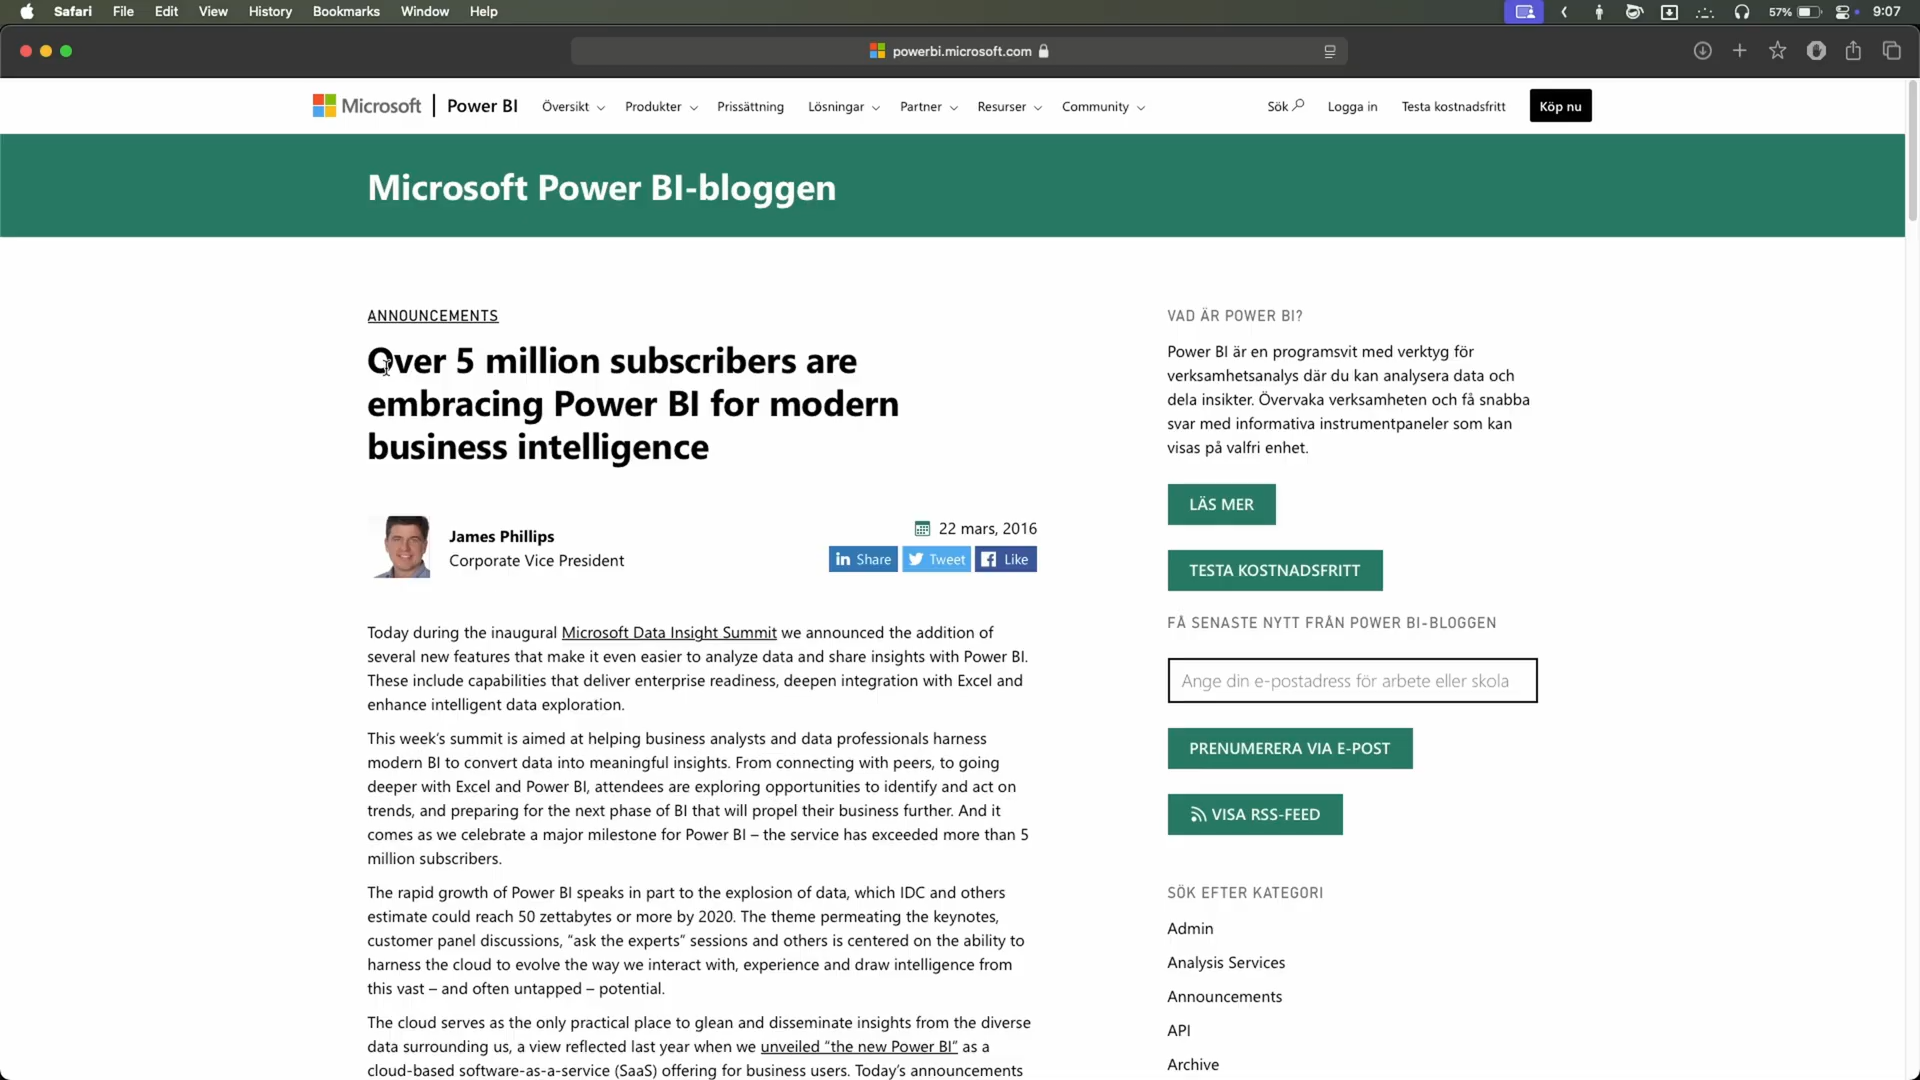 Safari File Edit View History Bookmarks Window Help 57% 9:07
powerbi.microsoft.com
Microsoft Power BI Översikt Produkter Prissättning Lösningar Partner Resurser Community Sök Logga in Testa kostnadsfritt Köp nu
Microsoft Power BI-bloggen
ANNOUNCEMENTS
Over 5 million subscribers are
embracing Power BI for modern
business intelligence
James Phillips
Corporate Vice President
22 mars, 2016
in Share Tweet Like
Today during the inaugural Microsoft Data Insight Summit we announced the addition of
several new features that make it even easier to analyze data and share insights with Power BI.
These include capabilities that deliver enterprise readiness, deepen integration with Excel and
enhance intelligent data exploration.
This week’s summit is aimed at helping business analysts and data professionals harness
modern BI to convert data into meaningful insights. From connecting with peers, to going
deeper with Excel and Power BI, attendees are exploring opportunities to identify and act on
trends, and preparing for the next phase of BI that will propel their business further. And it
comes as we celebrate a major milestone for Power BI – the service has exceeded more than 5
million subscribers.
The rapid growth of Power BI speaks in part to the explosion of data, which IDC and others
estimate could reach 50 zettabytes or more by 2020. The theme permeating the keynotes,
customer panel discussions, “ask the experts” sessions and others is centered on the ability to
harness the cloud to evolve the way we interact with, experience and draw intelligence from
this vast – and often untapped – potential.
The cloud serves as the only practical place to glean and disseminate insights from the diverse
data surrounding us, a view reflected last year when we unveiled “the new Power BI” as a
cloud-based software-as-a-service (SaaS) offering for business users. Today’s announcements
VAD ÄR POWER BI?
Power BI är en programsvit med verktyg för
verksamhetsanalys där du kan analysera data och
dela insikter. Övervaka verksamheten och få snabba
svar med informativa instrumentpaneler som kan
visas på valfri enhet.
LÄS MER
TESTA KOSTNADSFRITT
FÅ SENASTE NYTT FRÅN POWER BI-BLOGGEN
Ange din e-postadress för arbete eller skola
PRENUMERERA VIA E-POST
VISA RSS-FEED
SÖK EFTER KATEGORI
Admin
Analysis Services
Announcements
API
Archive